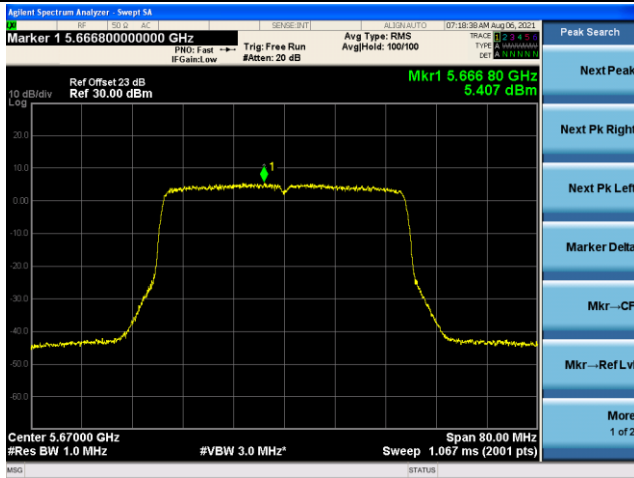 Agilent Spectrum Analyzer - Swept SA
RF 50 Ω AC SENSE:INT ALIGN AUTO 07:18:38 AM Aug 06, 2021
Marker 1 5.666800000000 GHz
PNO: Fast
IFGain:Low
Trig: Free Run
#Atten: 20 dB
Avg Type: RMS
Avg|Hold: 100/100
TRACE 1 2 3 4 5 6
TYPE A WWWWW
DET A N N N N N
Peak Search
Mkr1 5.666 80 GHz
5.407 dBm
Ref Offset 23 dB
10 dB/div Ref 30.00 dBm
Log
20.0
10.0
0.00
-10.0
-20.0
-30.0
-40.0
-50.0
-60.0
1
Next Peak
Next Pk Right
Next Pk Left
Marker Delta
Mkr→CF
Mkr→Ref Lvl
More
1 of 2
Center 5.67000 GHz Span 80.00 MHz
#Res BW 1.0 MHz #VBW 3.0 MHz* Sweep 1.067 ms (2001 pts)
MSG STATUS